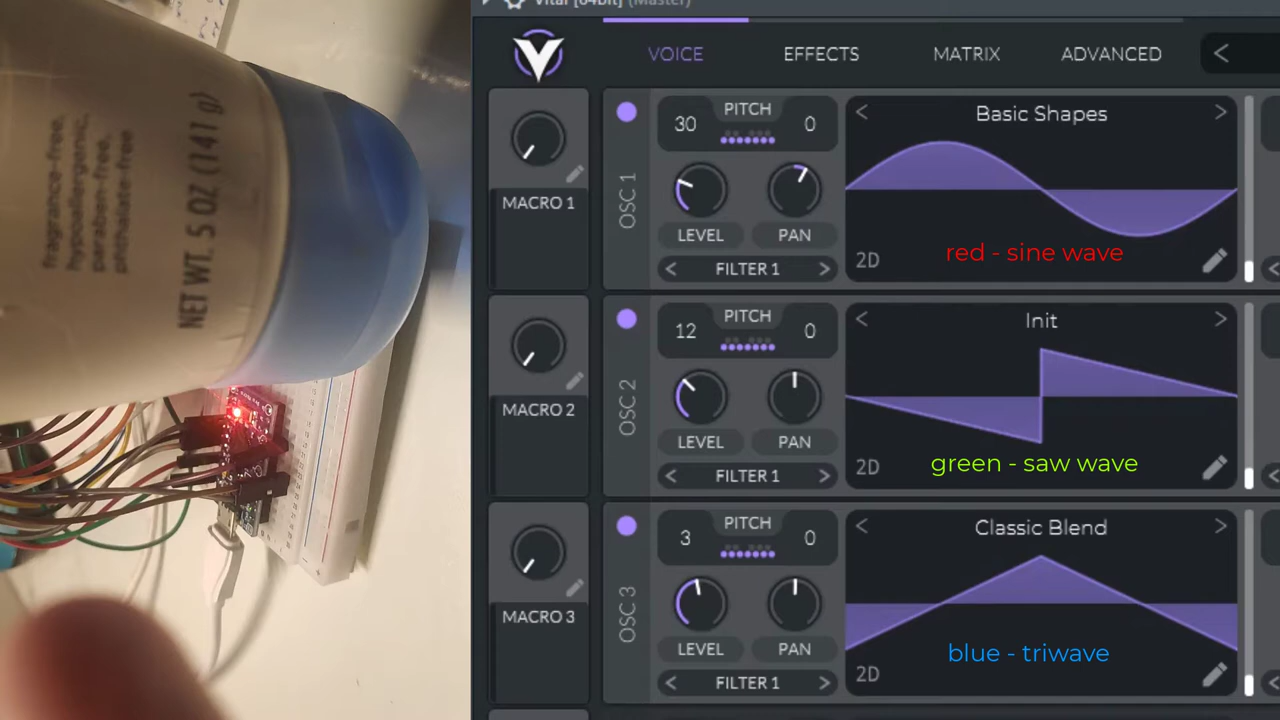 fragrance-free,
hypoallergenic,
paraben-free,
phthalate-free
NET WT. 5 OZ (141 g)
Vital [64bit] (Master)
VOICE
EFFECTS
MATRIX
ADVANCED
<
MACRO 1
OSC 1
30
PITCH
0
LEVEL
PAN
< FILTER 1 >
< Basic Shapes >
2D
red - sine wave
MACRO 2
OSC 2
12
PITCH
0
LEVEL
PAN
< FILTER 1 >
< Init >
2D
green - saw wave
MACRO 3
OSC 3
3
PITCH
0
LEVEL
PAN
< FILTER 1 >
< Classic Blend >
2D
blue - triwave